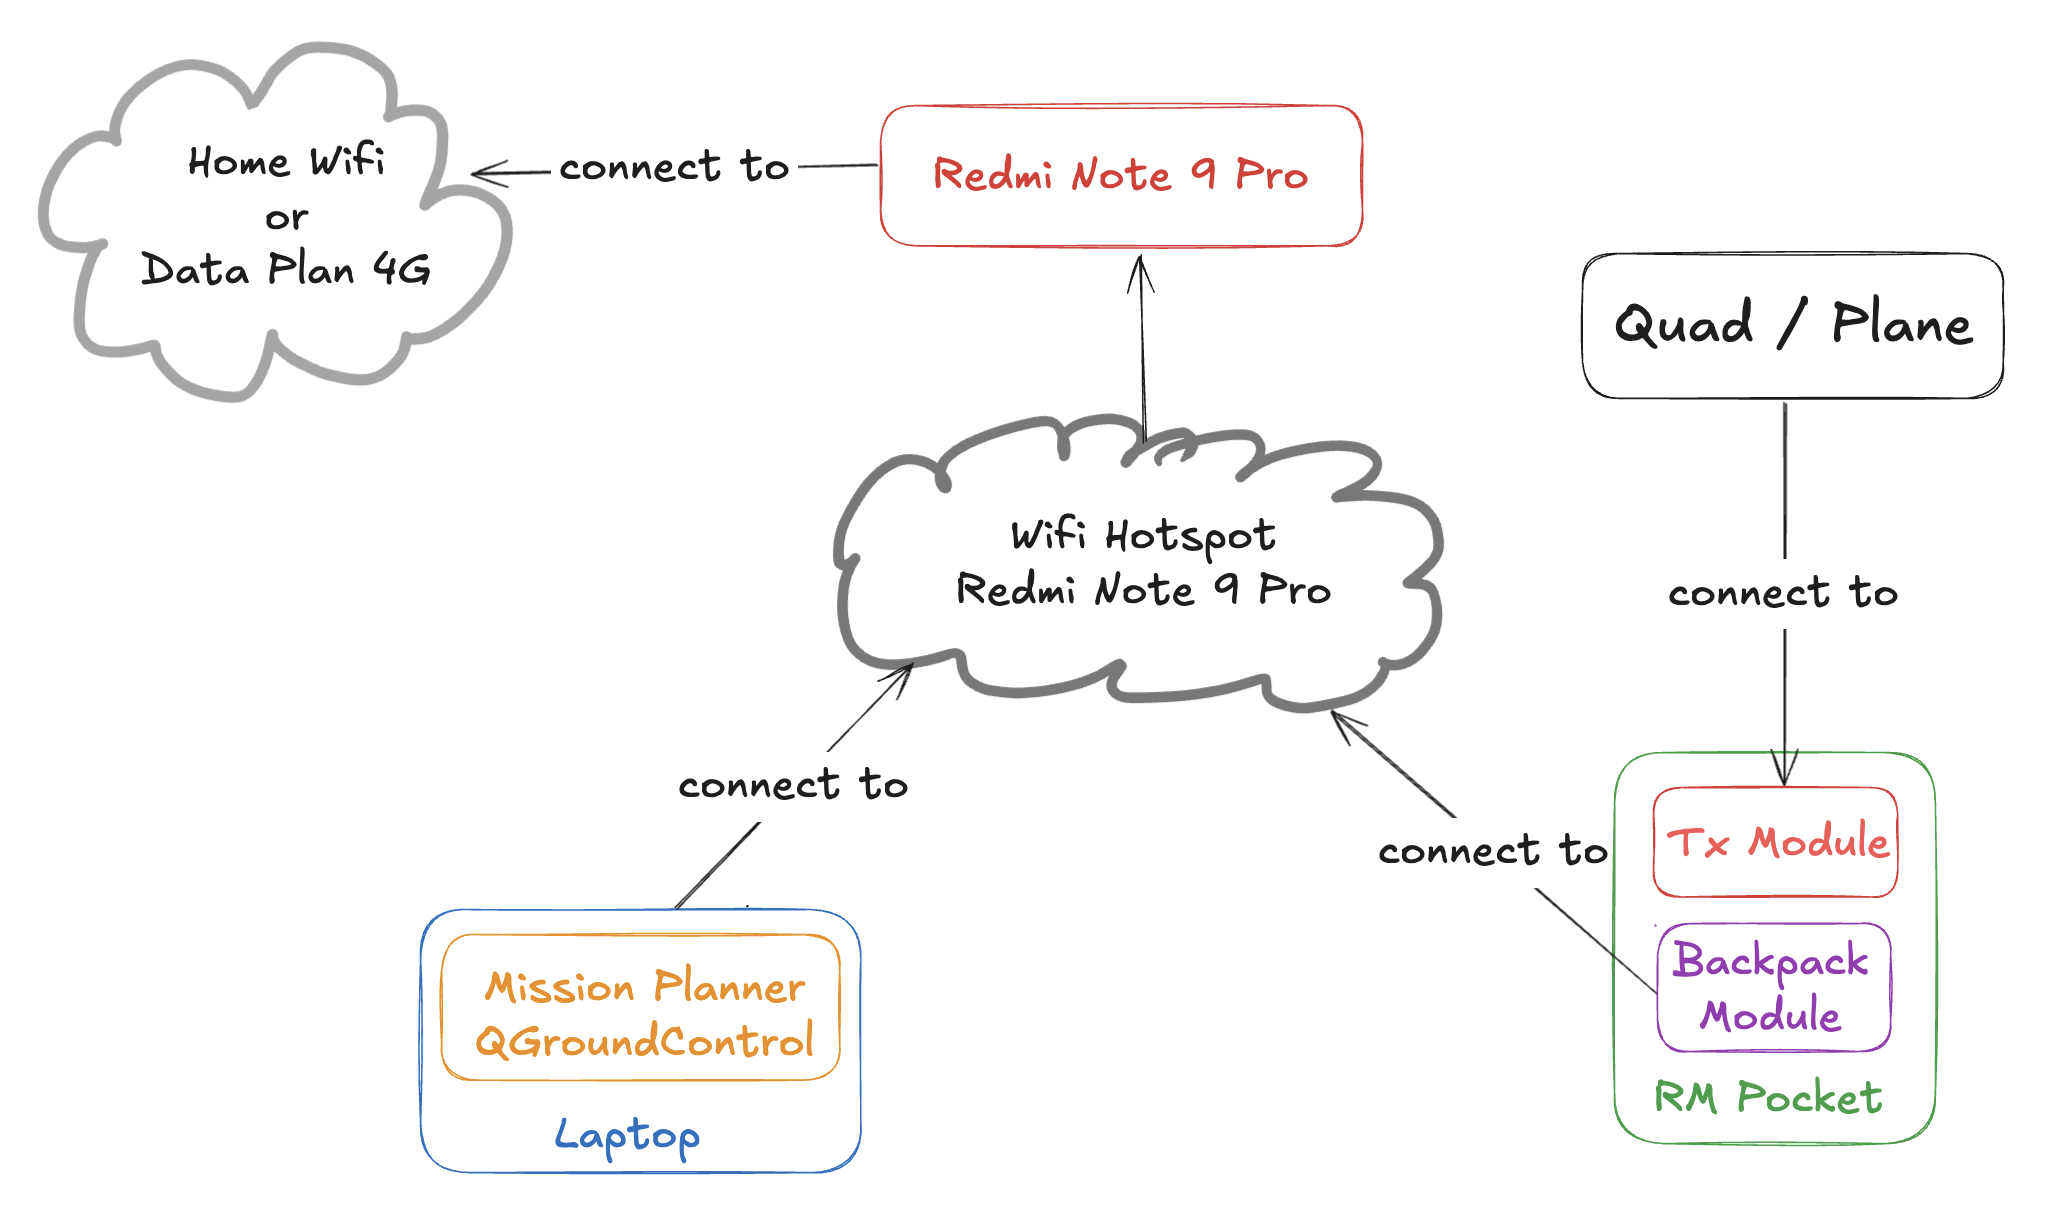 Home Wifi
or
Data Plan 4G
connect to
Redmi Note 9 Pro
Quad / Plane
Wifi Hotspot
Redmi Note 9 Pro
connect to
connect to
connect to
Tx Module
Backpack
Module
RM Pocket
Mission Planner
QGroundControl
Laptop